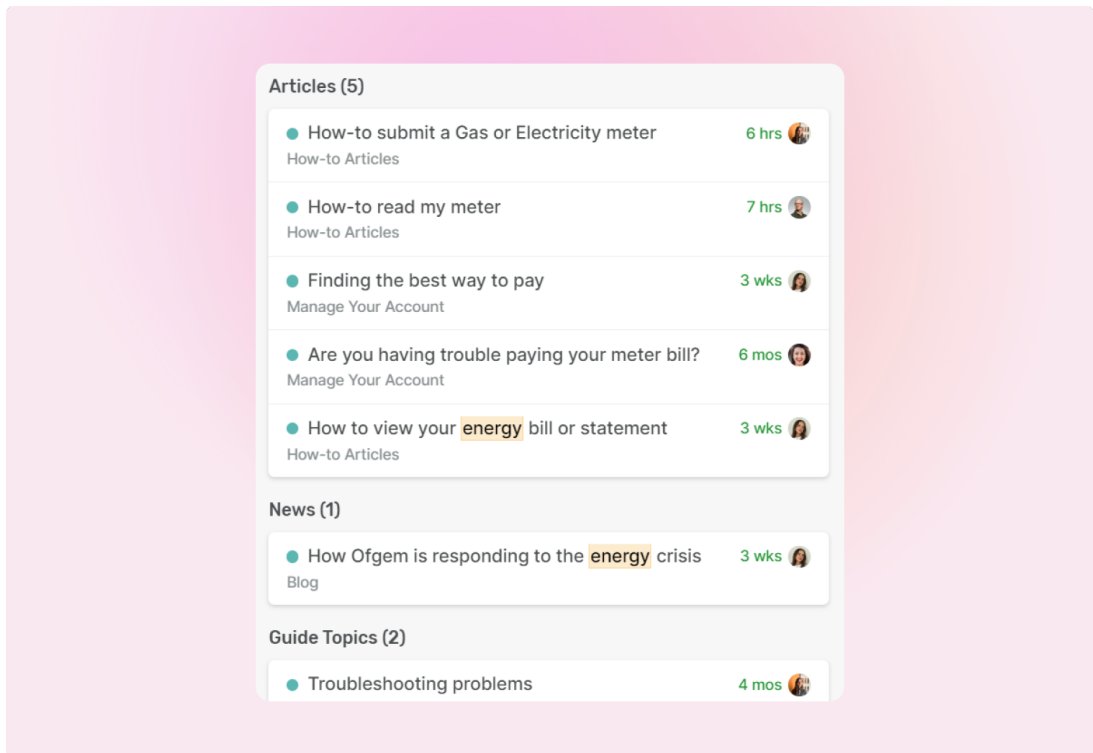 Articles (5)
How-to submit a Gas or Electricity meter 6 hrs
How-to Articles
How-to read my meter 7 hrs
How-to Articles
Finding the best way to pay 3 wks
Manage Your Account
Are you having trouble paying your meter bill? 6 mos
Manage Your Account
How to view your energy bill or statement 3 wks
How-to Articles
News (1)
How Ofgem is responding to the energy crisis 3 wks
Blog
Guide Topics (2)
Troubleshooting problems 4 mos